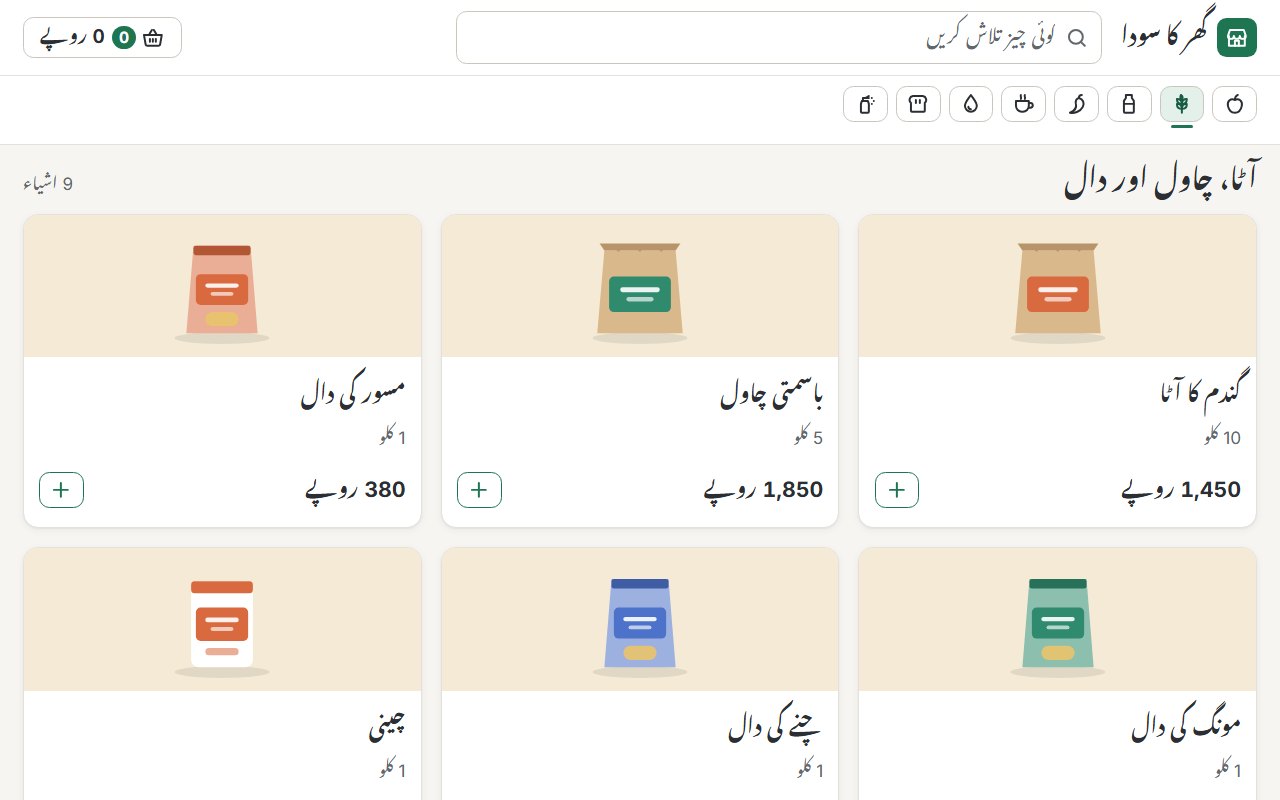 گھر کا سودا
کوئی چیز تلاش کریں
0 0 روپے
آٹا، چاول اور دال
9 اشیاء
گندم کا آٹا
10 کلو
1,450 روپے
باسمتی چاول
5 کلو
1,850 روپے
مسور کی دال
1 کلو
380 روپے
مونگ کی دال
1 کلو
چنے کی دال
1 کلو
چینی
1 کلو